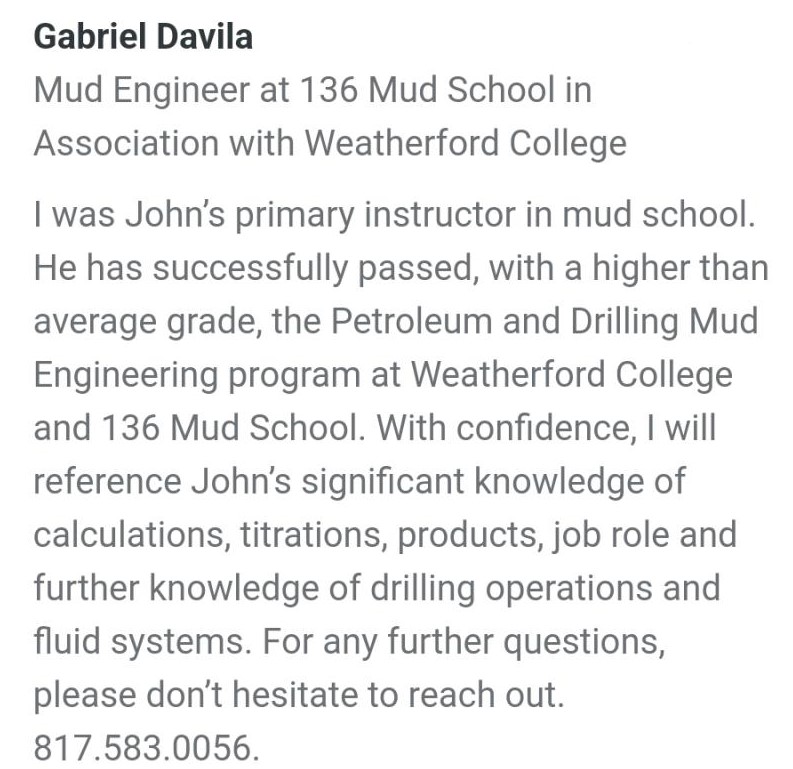 Gabriel Davila
Mud Engineer at 136 Mud School in
Association with Weatherford College
I was John's primary instructor in mud school.
He has successfully passed, with a higher than
average grade, the Petroleum and Drilling Mud
Engineering program at Weatherford College
and 136 Mud School. With confidence, I will
reference John's significant knowledge of
calculations, titrations, products, job role and
further knowledge of drilling operations and
fluid systems. For any further questions,
please don't hesitate to reach out.
817.583.0056.